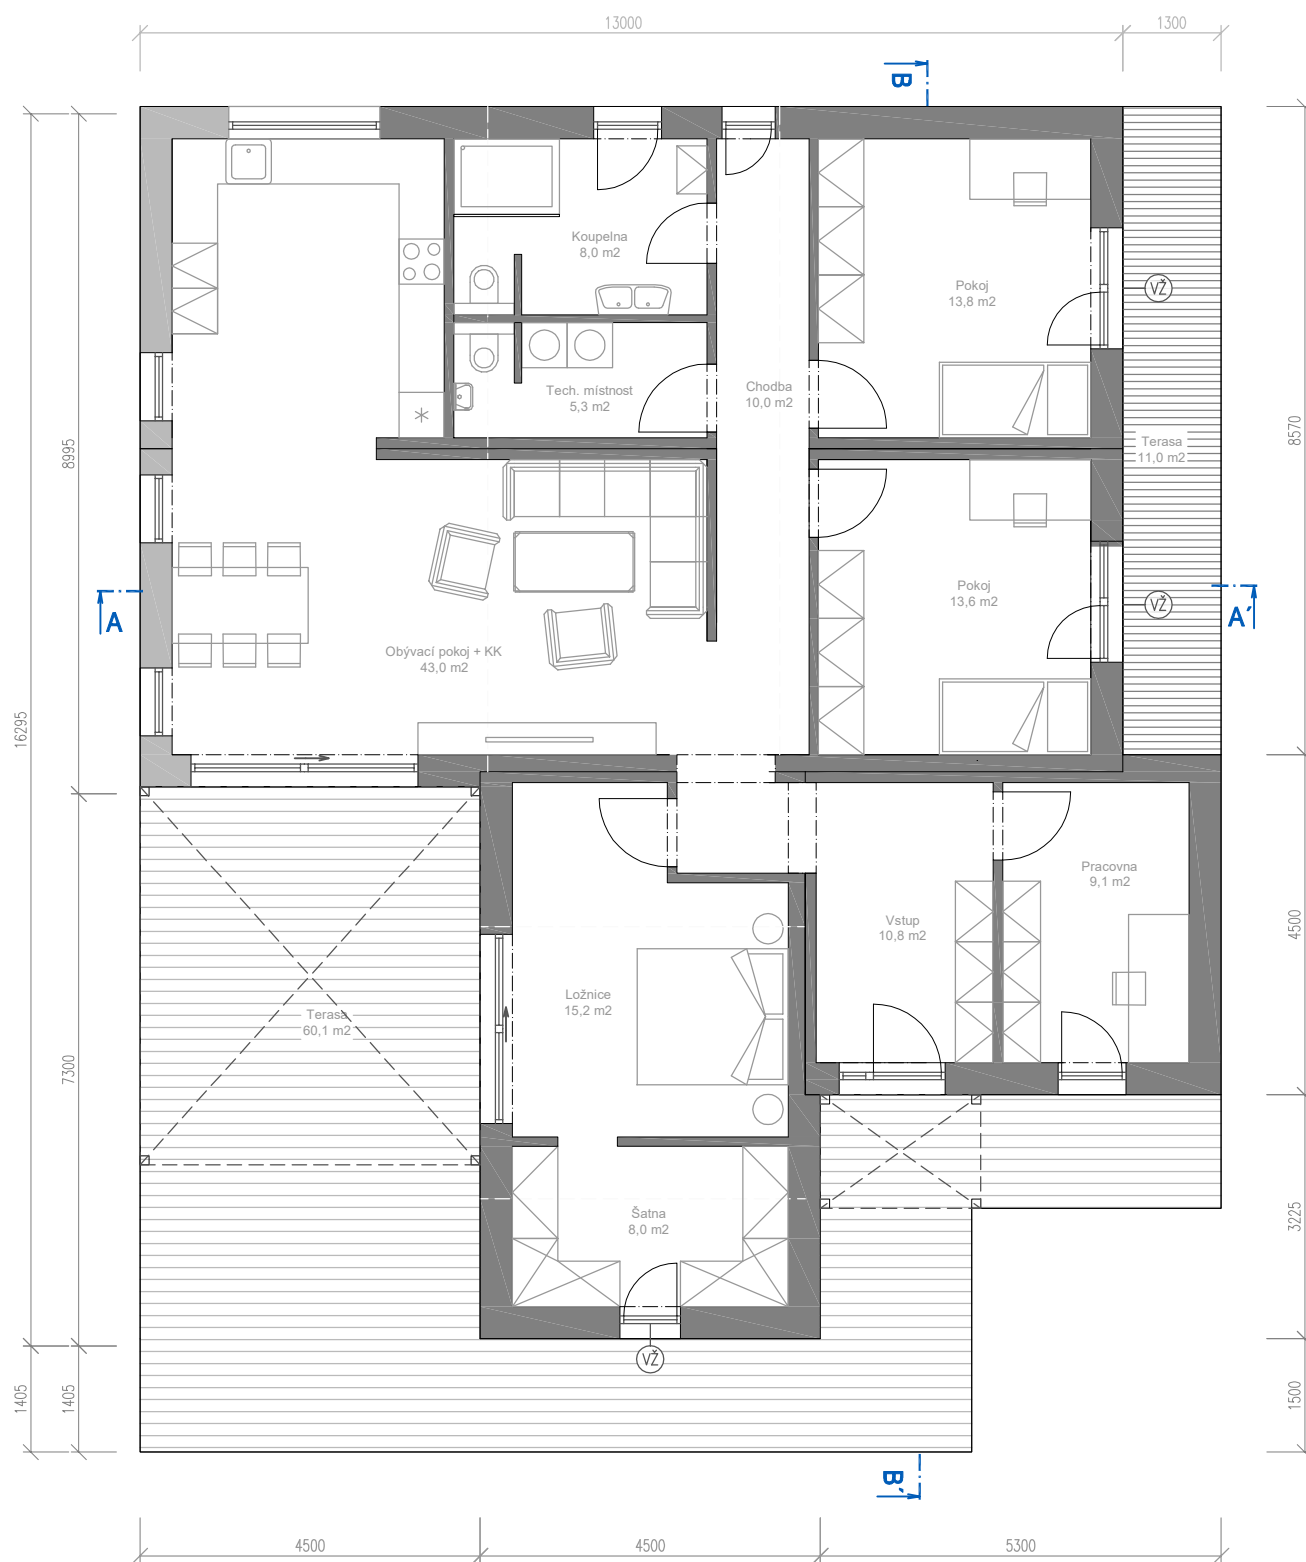 13000
1300
B
Koupelna
8,0 m2
Pokoj
13,8 m2
VŽ
Tech. místnost
5,3 m2
Chodba
10,0 m2
Terasa
11,0 m2
8995
8570
16295
A
Pokoj
13,6 m2
VŽ
A´
Obývací pokoj + KK
43,0 m2
Pracovna
9,1 m2
Vstup
10,8 m2
4500
Ložnice
15,2 m2
Terasa
60,1 m2
7300
Šatna
8,0 m2
3225
VŽ
1405
1405
1500
B´
4500
4500
5300